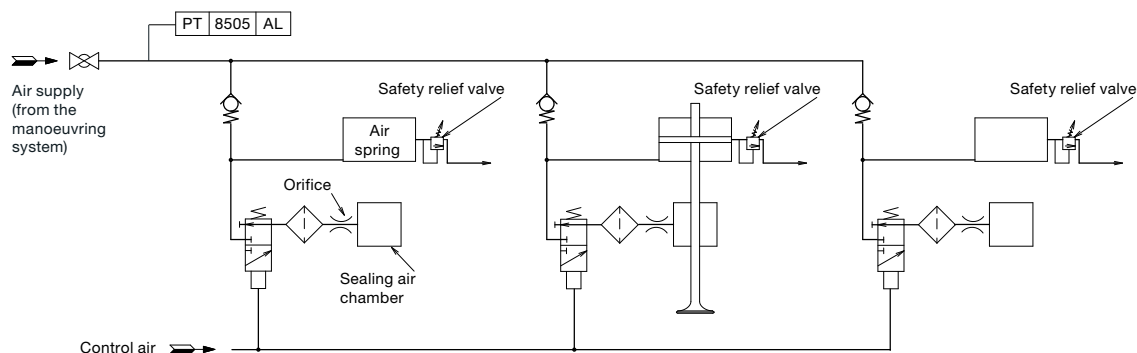 PT 8505 AL
Air supply
(from the
manoeuvring
system)
Safety relief valve
Safety relief valve
Safety relief valve
Air
spring
Orifice
Sealing air
chamber
Control air